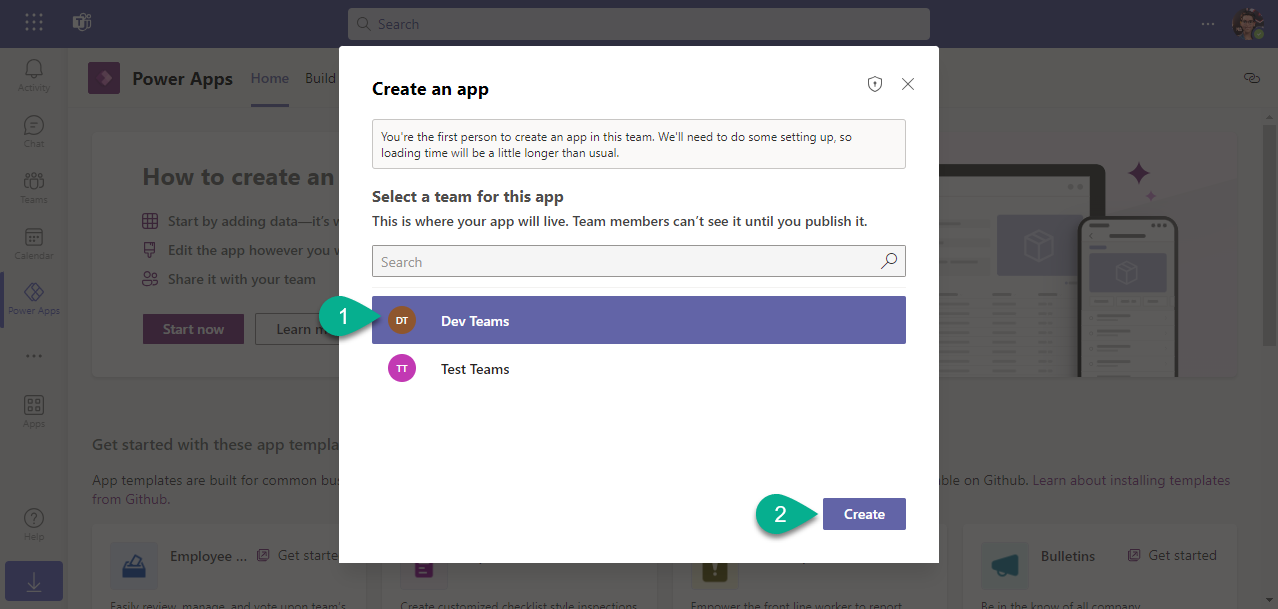 Search
Activity
Chat
Teams
Calendar
Power Apps
Apps
Help
Power Apps
Home
Build
How to create an
Start by adding data—it's
Edit the app however you
Share it with your team
Start now
Learn
Get started with these app
App templates are built for common
ble on Github. Learn about installing templates
from Github.
Employee ...
Get starte
Easily review, manage, and vote upon team's
Create customized checklist style inspections
Empower the front line worker to report
Bulletins
Get started
Be in the know of all company
Create an app
You're the first person to create an app in this team. We'll need to do some setting up, so
loading time will be a little longer than usual.
Select a team for this app
This is where your app will live. Team members can't see it until you publish it.
Search
1
DT
Dev Teams
TT
Test Teams
2
Create